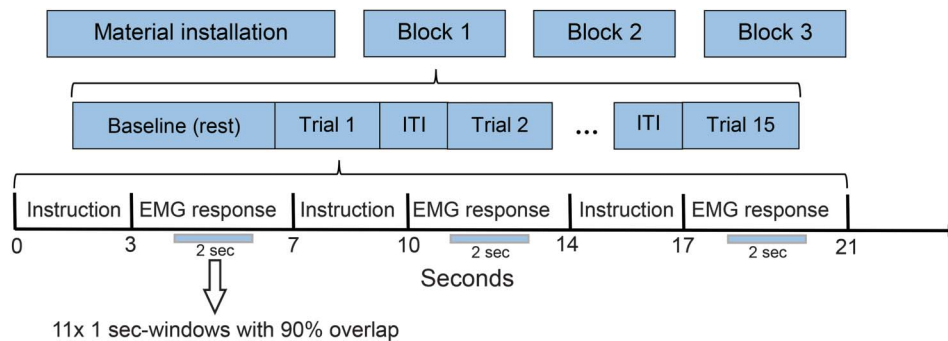 Material installation Block 1 Block 2 Block 3
Baseline (rest) Trial 1 ITI Trial 2 ... ITI Trial 15
Instruction EMG response Instruction EMG response Instruction EMG response
0 3 7 10 14 17 21
2 sec 2 sec 2 sec
Seconds
11x 1 sec-windows with 90% overlap